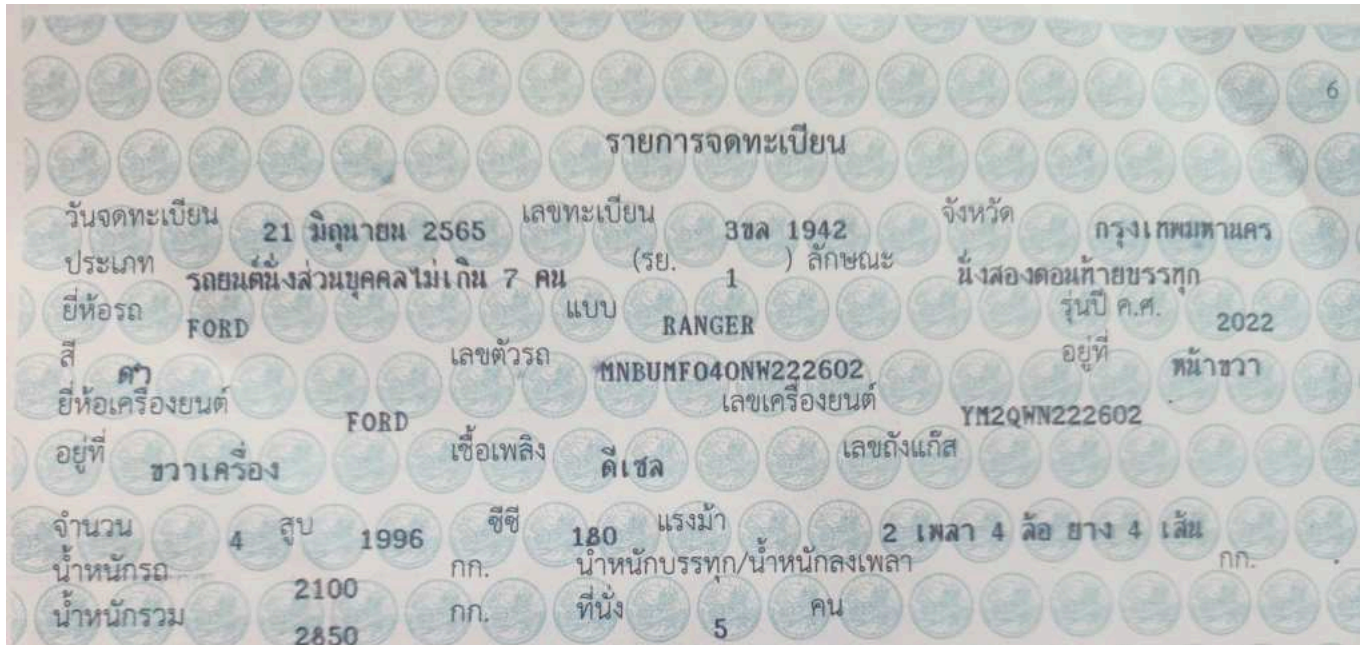 6
รายการจดทะเบียน
วันจดทะเบียน 21 มิถุนายน 2565 เลขทะเบียน 3ขล 1942 จังหวัด กรุงเทพมหานคร
ประเภท รถยนต์นั่งส่วนบุคคลไม่เกิน 7 คน (รย. 1 ) ลักษณะ นั่งสองตอนท้ายบรรทุก
ยี่ห้อรถ FORD แบบ RANGER รุ่นปี ค.ศ. 2022
สี ดำ เลขตัวรถ MNBUMF040NW222602 อยู่ที่ หน้าขวา
ยี่ห้อเครื่องยนต์ FORD เลขเครื่องยนต์ YM2QWN222602
อยู่ที่ ขวาเครื่อง เชื้อเพลิง ดีเซล เลขถังแก๊ส
จำนวน 4 สูบ 1996 ซีซี 180 แรงม้า 2 เพลา 4 ล้อ ยาง 4 เส้น
น้ำหนักรถ 2100 กก. น้ำหนักบรรทุก/น้ำหนักลงเพลา กก.
น้ำหนักรวม 2850 กก. ที่นั่ง 5 คน